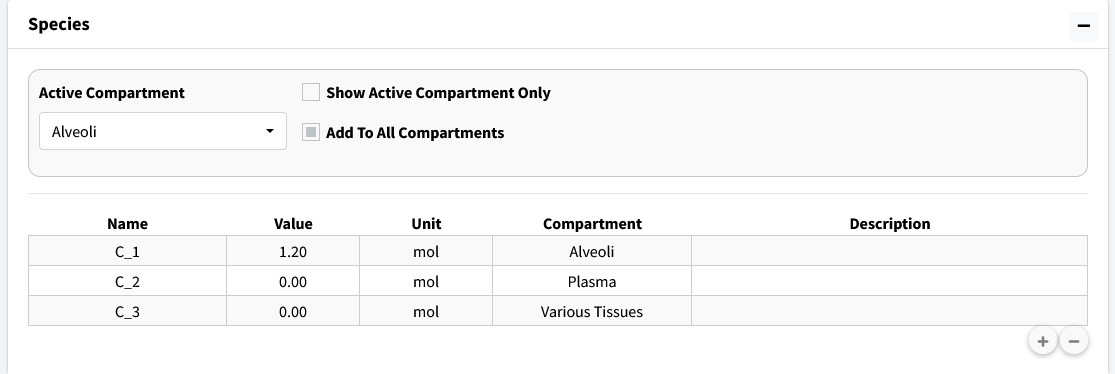 Species
Active Compartment
Show Active Compartment Only
Alveoli
Add To All Compartments
Name Value Unit Compartment Description
C_1 1.20 mol Alveoli
C_2 0.00 mol Plasma
C_3 0.00 mol Various Tissues